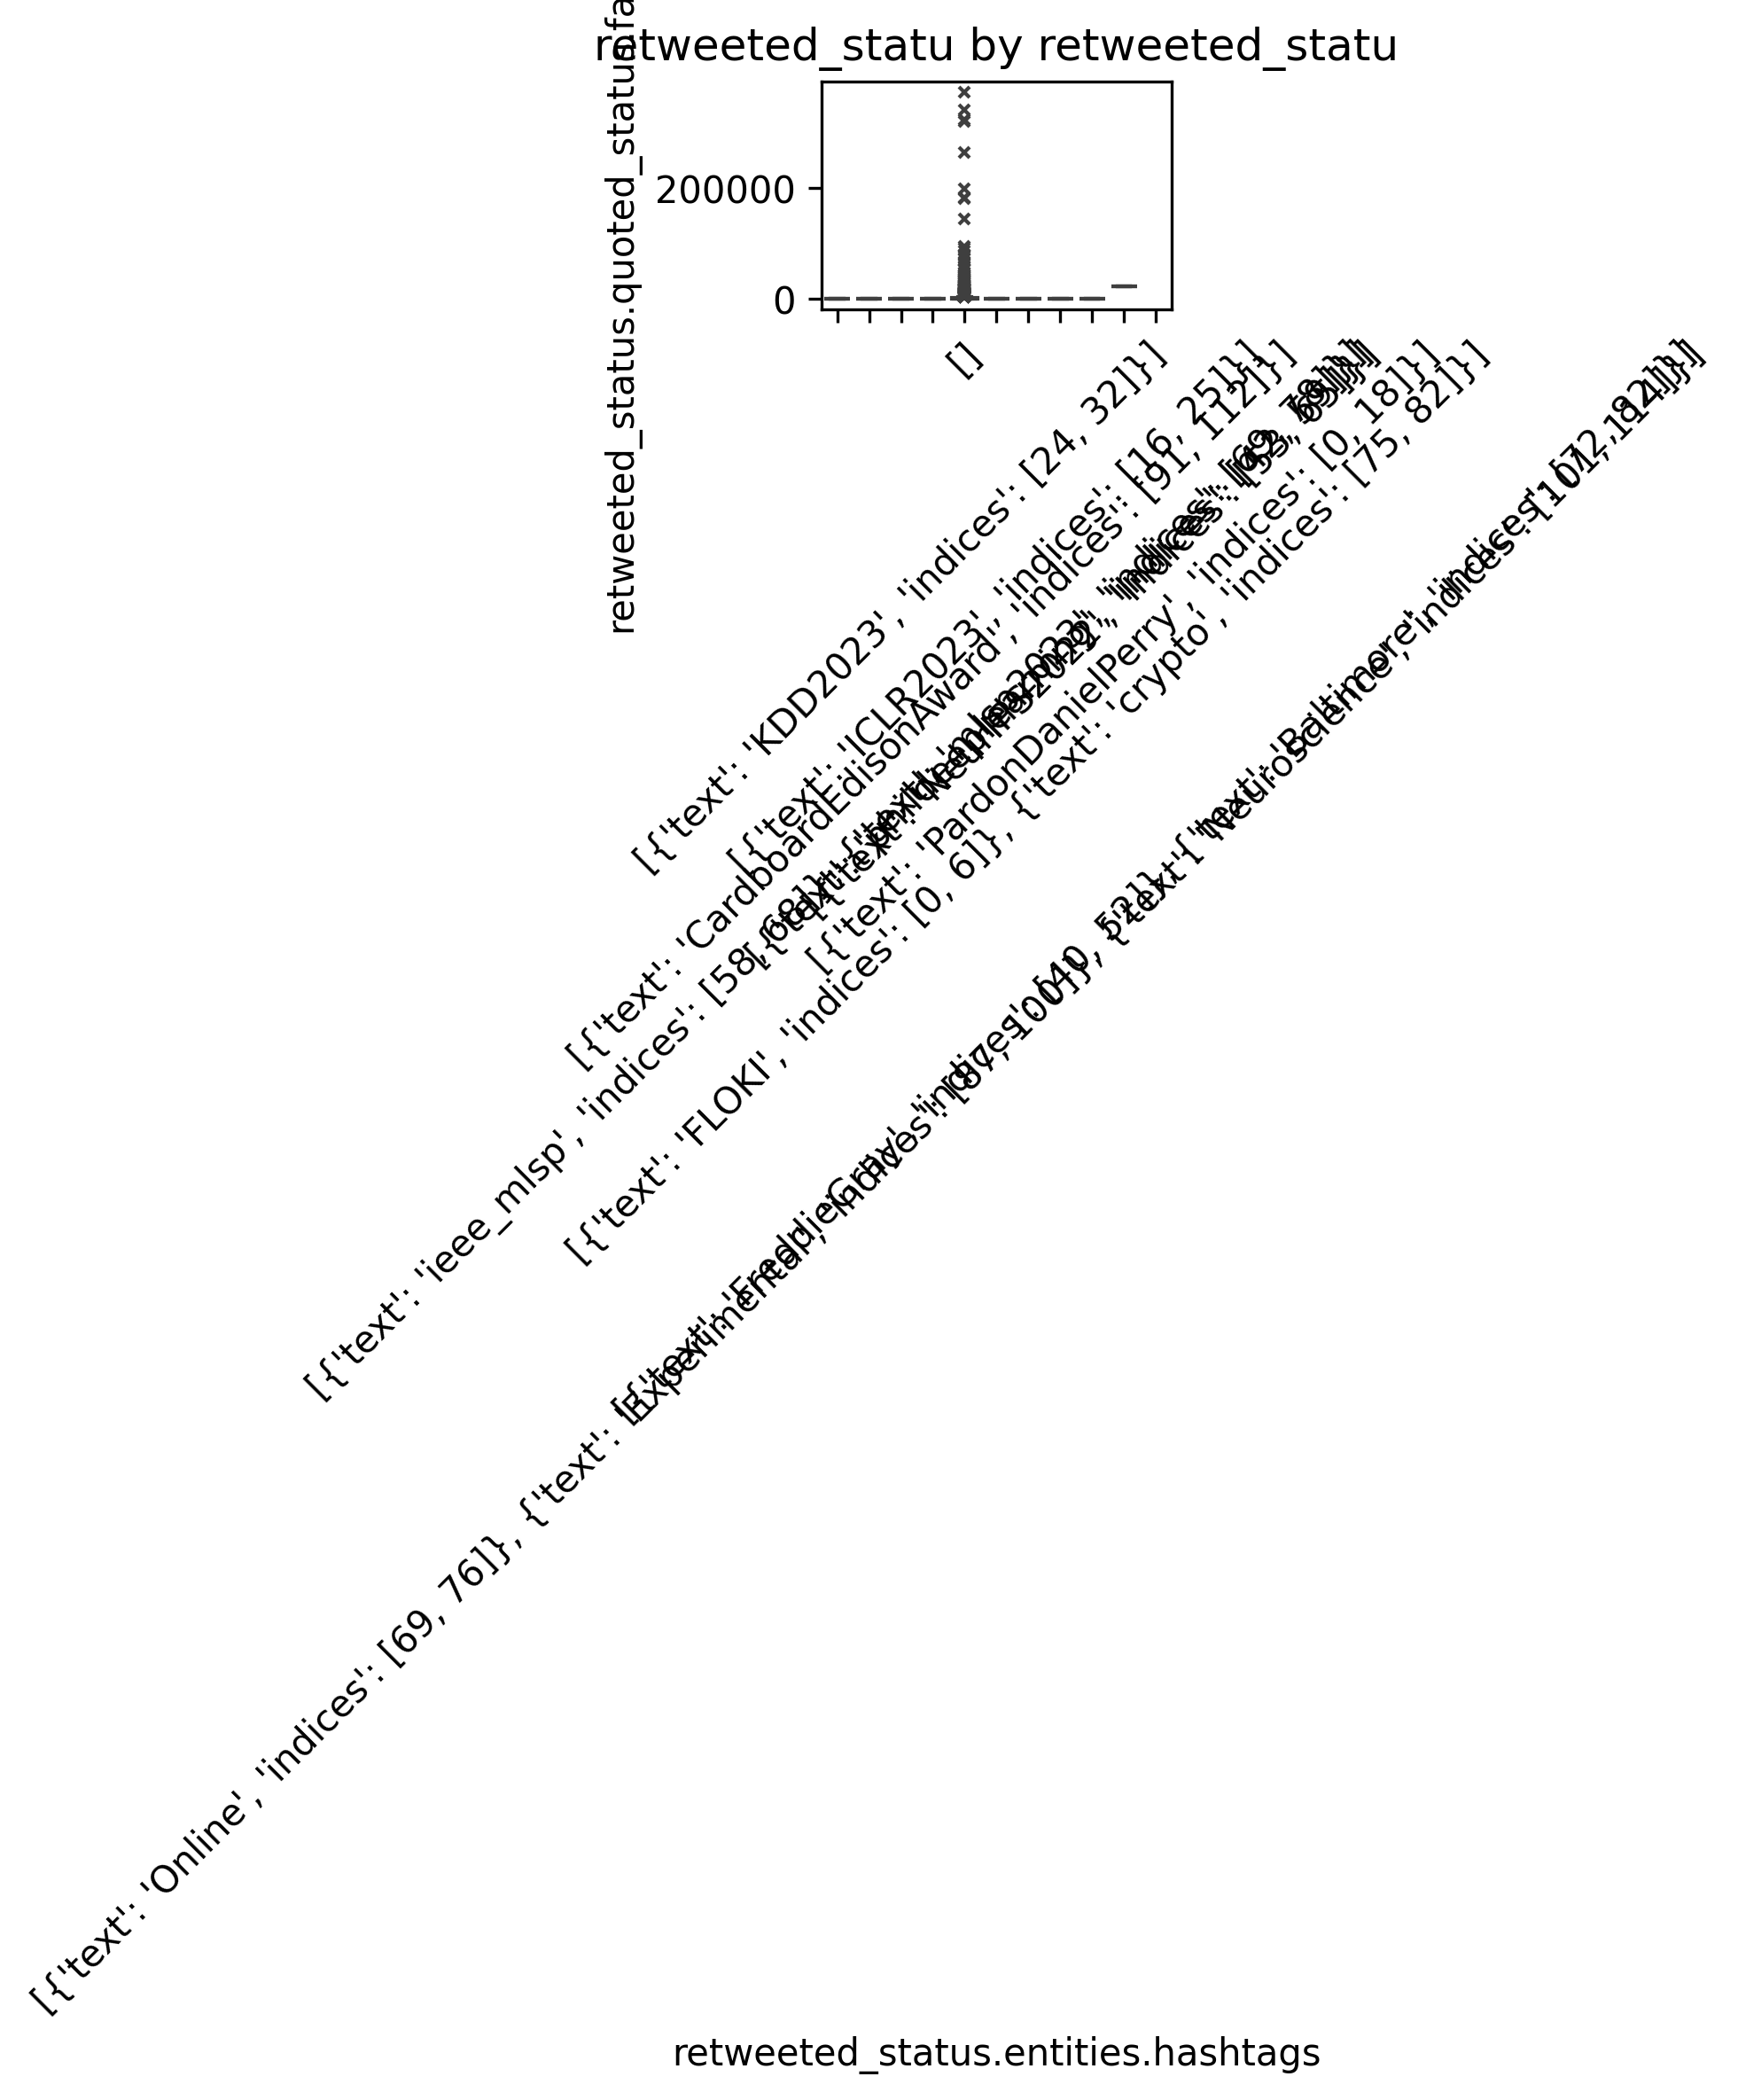 retweeted_statu by retweeted_statu
retweeted_status.quoted_status.fa
200000
0
[]
[{'text': 'KDD2023', 'indices': [24, 32]}]
[{'text': 'ICLR2023', 'indices': [16, 25]}]
[{'text': 'CardboardEdisonAward', 'indices': [91, 112]}]
[{'text': 'ieee_mlsp', 'indices': [58, 68]},
[{'text': 'PardonDanielPerry', 'indices': [0, 18]}]
[{'text': 'FLOKI', 'indices': [0, 6]}, {'text': 'crypto', 'indices': [75, 82]}]
[{'text': 'FreddieGray', 'indices': [40, 52]}, {'text': 'Baltimore', 'indices': [72, 82]}]
[{'text': 'Online', 'indices': [69, 76]}, {'text': 'Experimental', 'indices': [87, 100]}, {'text': 'Neuroscience', 'indices': [101, 114]}]
retweeted_status.entities.hashtags